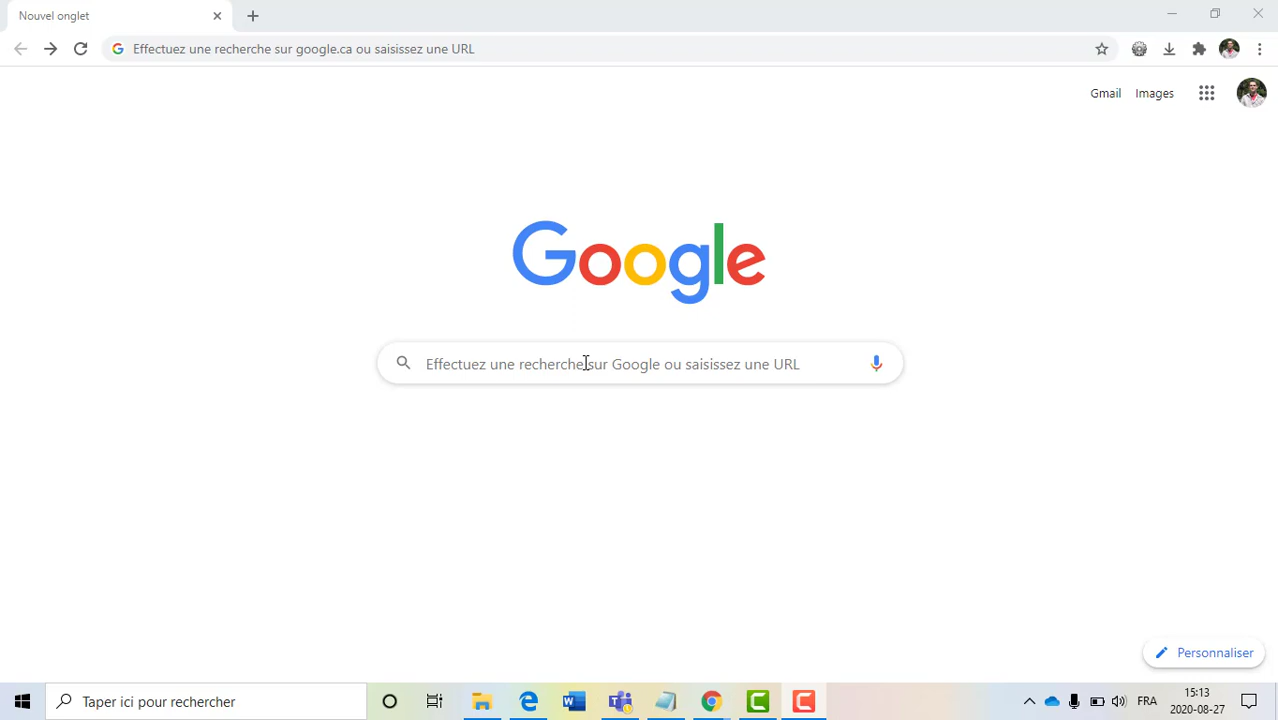 Nouvel onglet
Effectuez une recherche sur google.ca ou saisissez une URL
Gmail Images
Google
Effectuez une recherche sur Google ou saisissez une URL
Personnaliser
Taper ici pour rechercher
FRA
15:13
2020-08-27